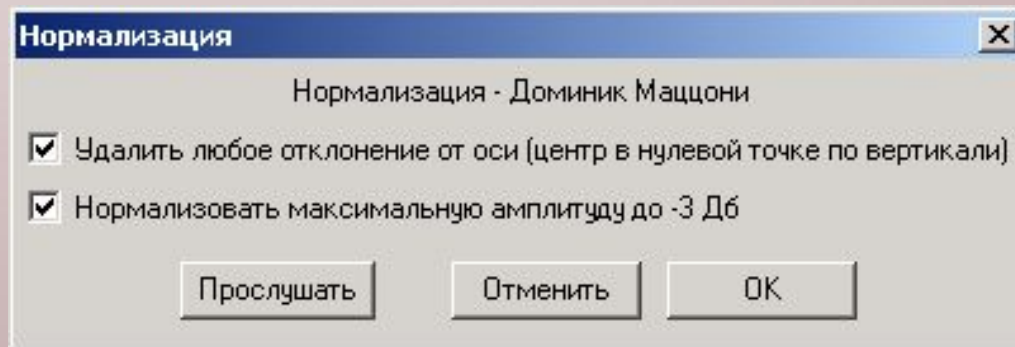 Нормализация
Нормализация - Доминик Маццони
Удалить любое отклонение от оси (центр в нулевой точке по вертикали)
Нормализовать максимальную амплитуду до -3 Дб
Прослушать Отменить OK